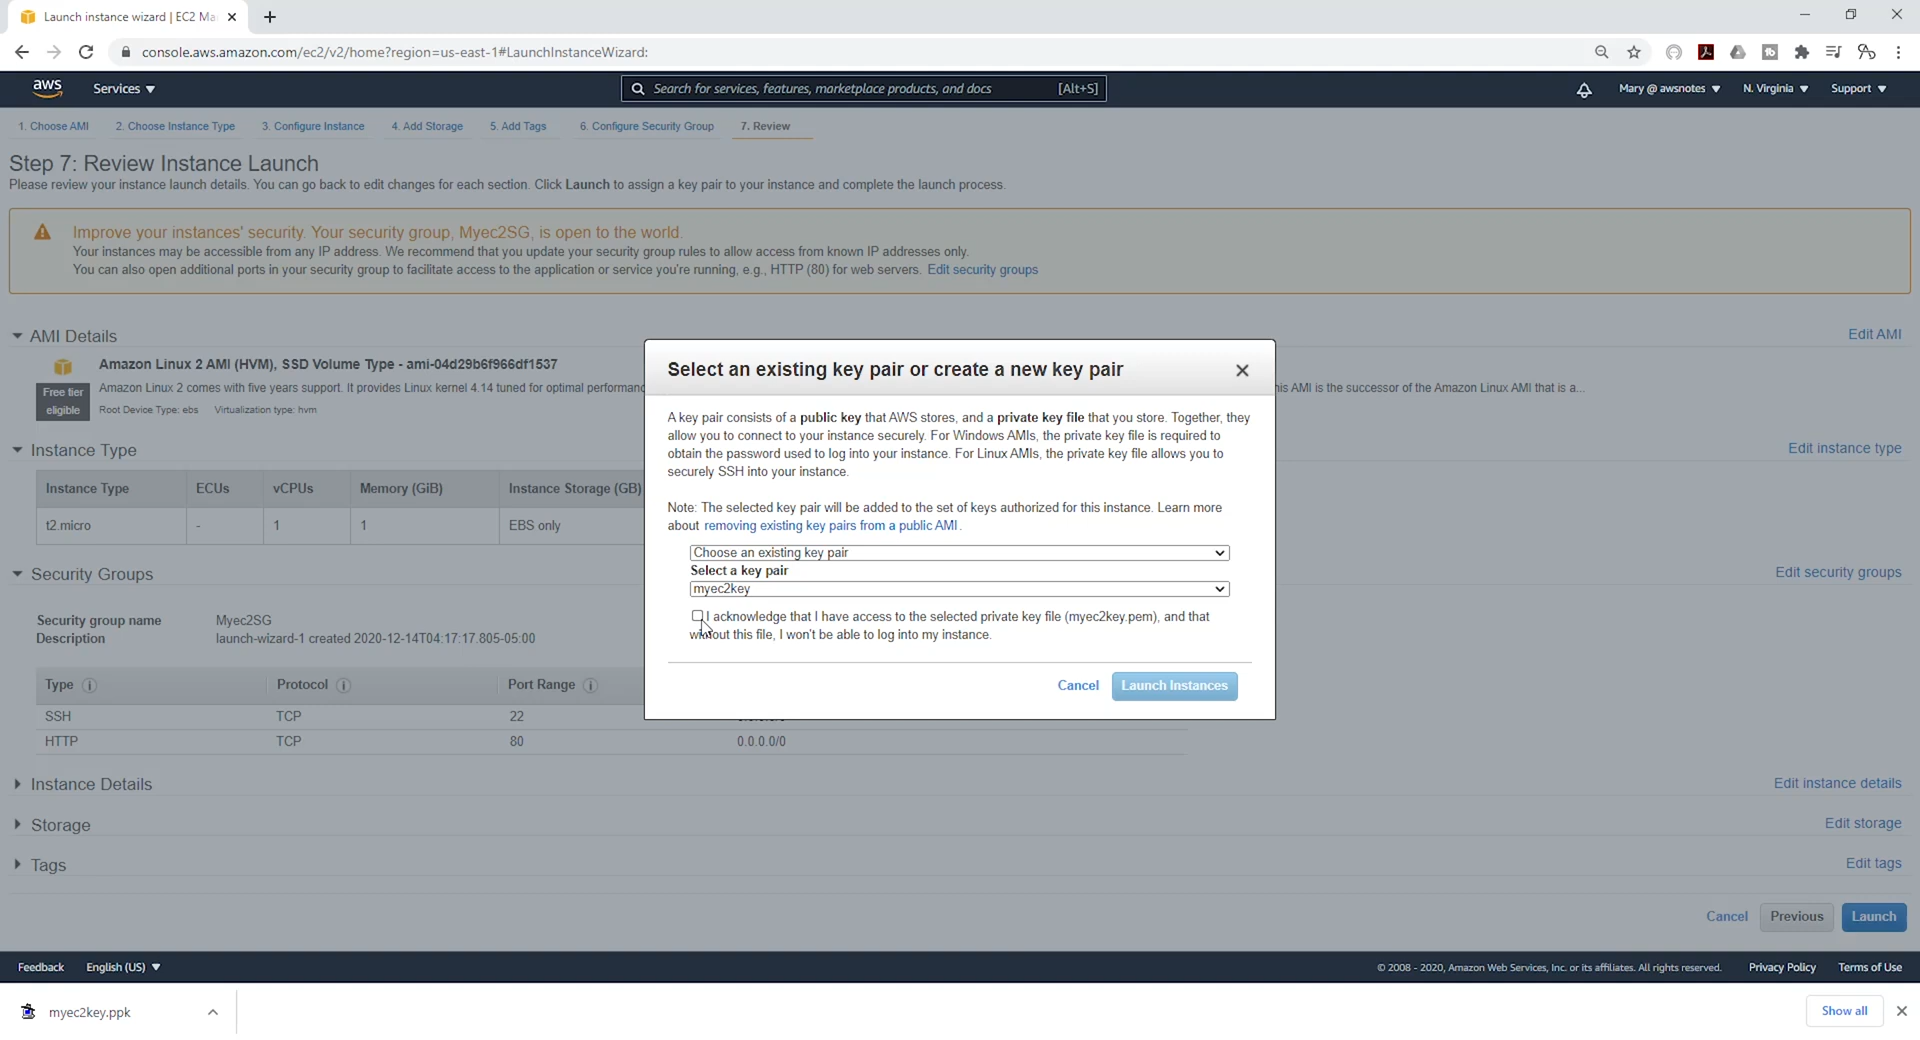 Launch instance wizard | EC2 Ma
console.aws.amazon.com/ec2/v2/home?region=us-east-1#LaunchInstanceWizard:
aws
Services
Search for services, features, marketplace products, and docs [Alt+S]
Mary @ awsnotes
N. Virginia
Support
1. Choose AMI
2. Choose Instance Type
3. Configure Instance
4. Add Storage
5. Add Tags
6. Configure Security Group
7. Review
Step 7: Review Instance Launch
Please review your instance launch details. You can go back to edit changes for each section. Click Launch to assign a key pair to your instance and complete the launch process.
Improve your instances' security. Your security group, Myec2SG, is open to the world.
Your instances may be accessible from any IP address. We recommend that you update your security group rules to allow access from known IP addresses only.
You can also open additional ports in your security group to facilitate access to the application or service you're running, e.g., HTTP (80) for web servers. Edit security groups
AMI Details
Edit AMI
Amazon Linux 2 AMI (HVM), SSD Volume Type - ami-04d29b6f966df1537
Free tier
eligible
Amazon Linux 2 comes with five years support. It provides Linux kernel 4.14 tuned for optimal performanc
his AMI is the successor of the Amazon Linux AMI that is a...
Root Device Type: ebs Virtualization type: hvm
Instance Type
Edit instance type
Instance Type ECUs vCPUs Memory (GiB) Instance Storage (GB)
t2.micro - 1 1 EBS only
Security Groups
Edit security groups
Security group name Myec2SG
Description launch-wizard-1 created 2020-12-14T04:17:17.805-05:00
Type Protocol Port Range
SSH TCP 22
HTTP TCP 80 0.0.0.0/0
Instance Details
Edit instance details
Storage
Edit storage
Tags
Edit tags
Select an existing key pair or create a new key pair
A key pair consists of a public key that AWS stores, and a private key file that you store. Together, they
allow you to connect to your instance securely. For Windows AMIs, the private key file is required to
obtain the password used to log into your instance. For Linux AMIs, the private key file allows you to
securely SSH into your instance.
Note: The selected key pair will be added to the set of keys authorized for this instance. Learn more
about removing existing key pairs from a public AMI.
Choose an existing key pair
Select a key pair
myec2key
I acknowledge that I have access to the selected private key file (myec2key.pem), and that
without this file, I won't be able to log into my instance.
Cancel
Launch Instances
Cancel
Previous
Launch
Feedback
English (US)
© 2008 - 2020, Amazon Web Services, Inc. or its affiliates. All rights reserved.
Privacy Policy
Terms of Use
myec2key.ppk
Show all